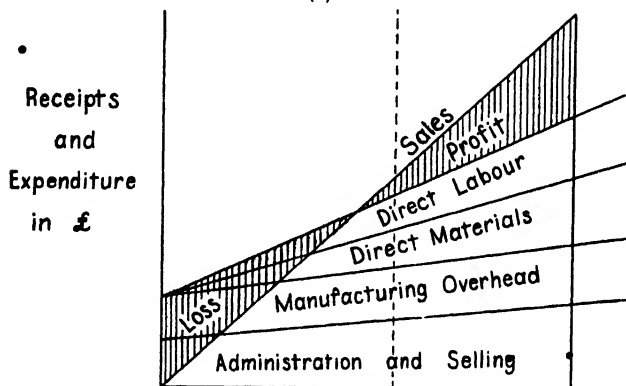 Receipts
and
Expenditure
in £
Sales
Profit
Direct Labour
Direct Materials
Manufacturing Overhead
Loss
Administration and Selling